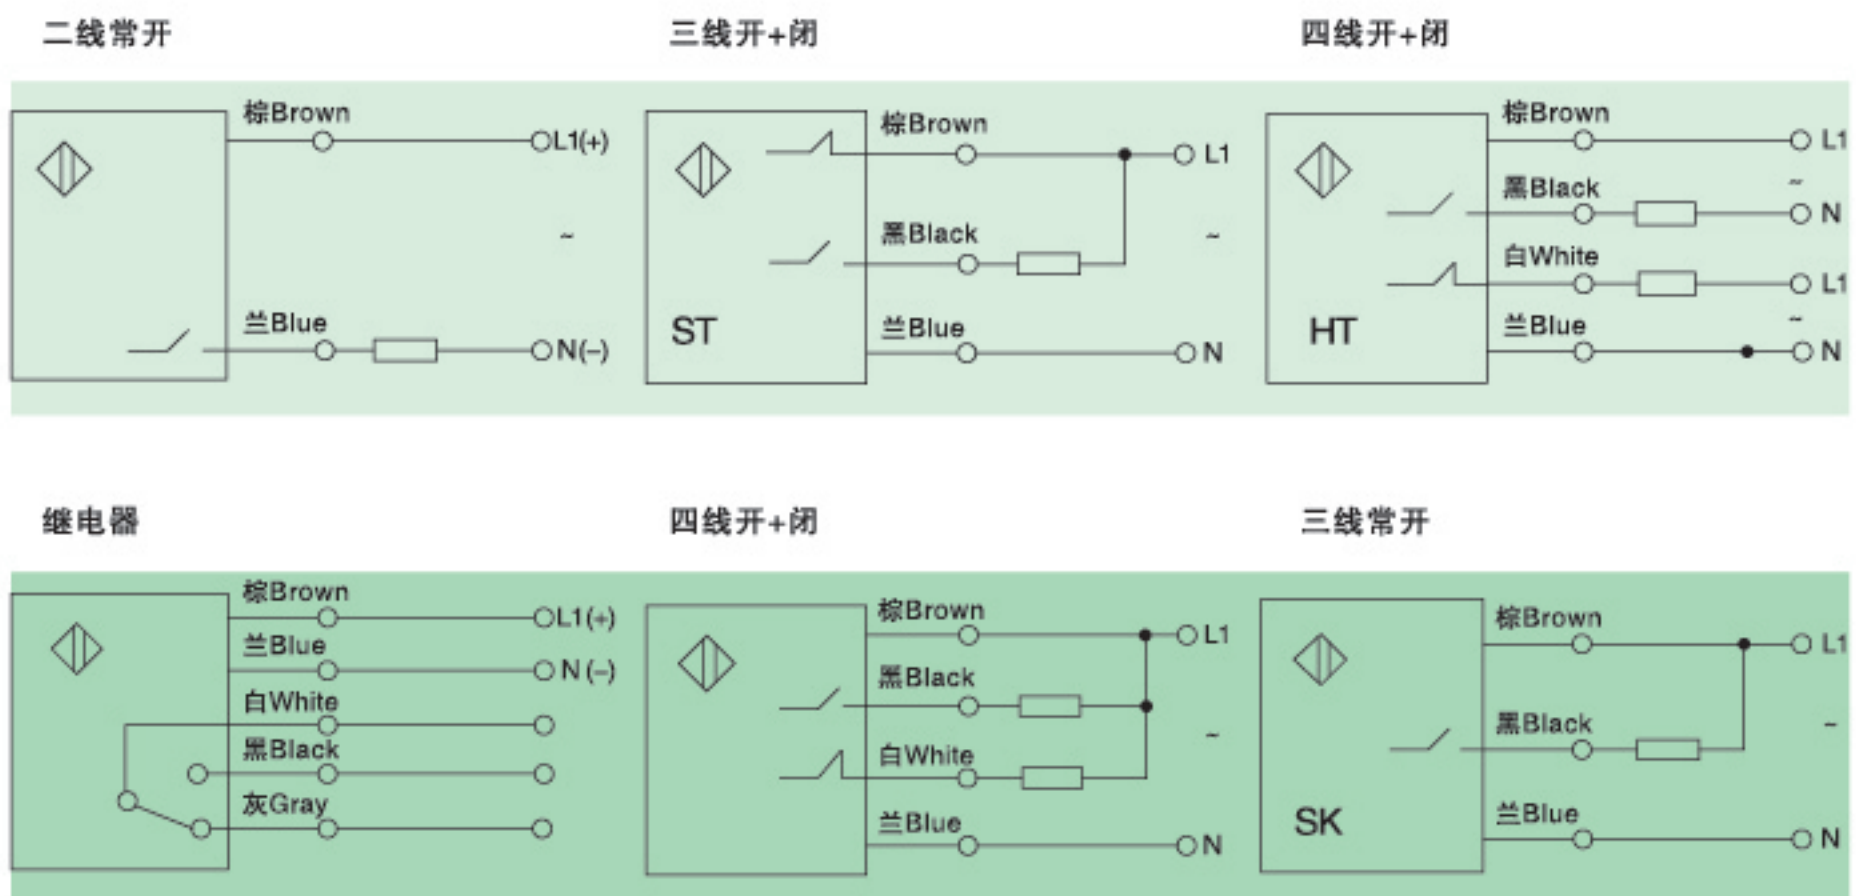 二线常开
三线开+闭
四线开+闭
棕Brown
L1(+)
~
兰Blue
N(–)
棕Brown
L1
黑Black
~
ST
兰Blue
N
棕Brown
L1
~
黑Black
N
白White
L1
~
HT
兰Blue
N
继电器
四线开+闭
三线常开
棕Brown
L1(+)
兰Blue
N(–)
白White
黑Black
灰Gray
棕Brown
L1
黑Black
~
白White
兰Blue
N
棕Brown
L1
黑Black
~
SK
兰Blue
N